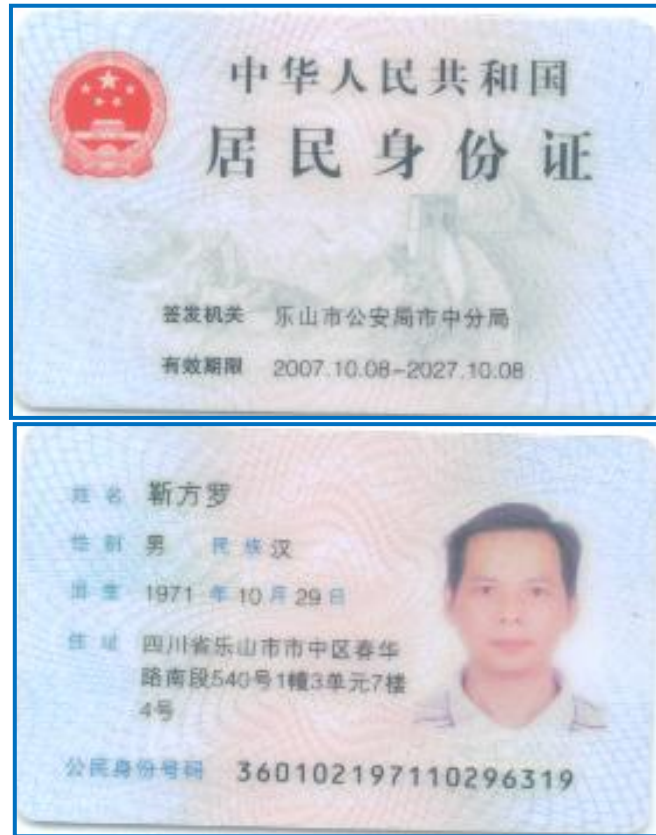 中华人民共和国
居民身份证
签发机关 乐山市公安局市中分局
有效期限 2007.10.08-2027.10.08
姓名 靳方罗
性别 男 民族 汉
出生 1971 年 10 月 29 日
住址 四川省乐山市市中区春华
路南段540号1幢3单元7楼
4号
公民身份号码 360102197110296319